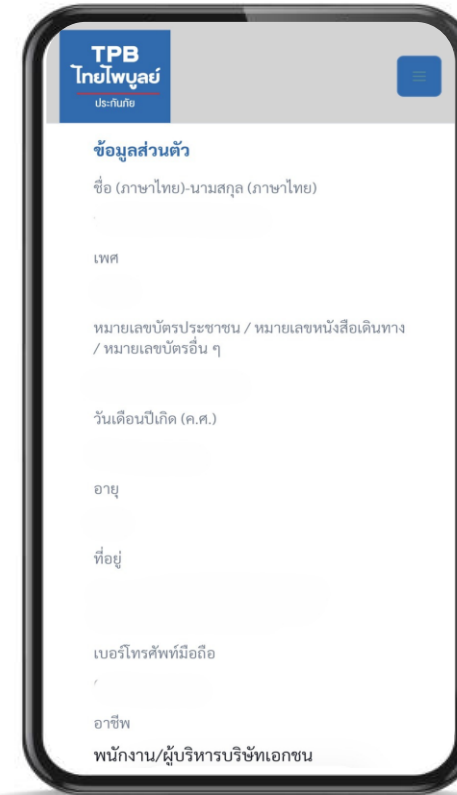 TPB
ไทยไพบูลย์
ประกันภัย
ข้อมูลส่วนตัว
ชื่อ (ภาษาไทย)-นามสกุล (ภาษาไทย)
เพศ
หมายเลขบัตรประชาชน / หมายเลขหนังสือเดินทาง
/ หมายเลขบัตรอื่น ๆ
วันเดือนปีเกิด (ค.ศ.)
อายุ
ที่อยู่
เบอร์โทรศัพท์มือถือ
อาชีพ
พนักงาน/ผู้บริหารบริษัทเอกชน